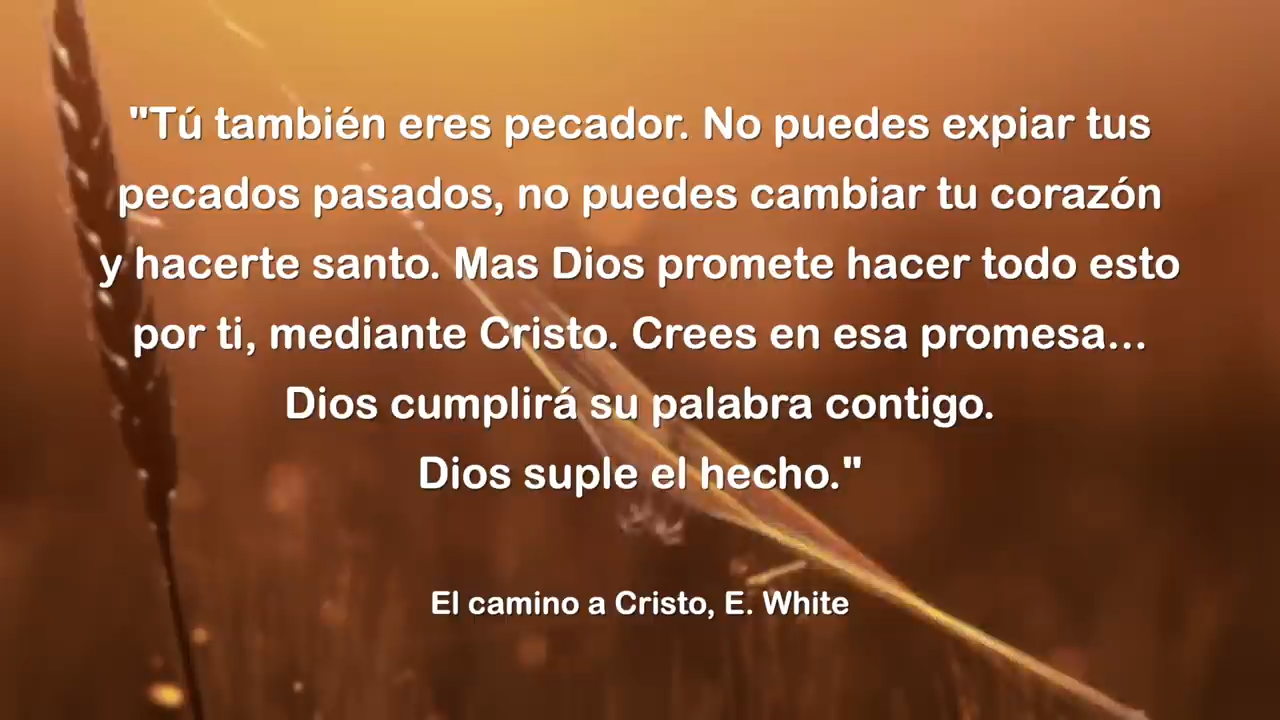 "Tú también eres pecador. No puedes expiar tus
pecados pasados, no puedes cambiar tu corazón
y hacerte santo. Mas Dios promete hacer todo esto
por ti, mediante Cristo. Crees en esa promesa...
Dios cumplirá su palabra contigo.
Dios suple el hecho."
El camino a Cristo, E. White